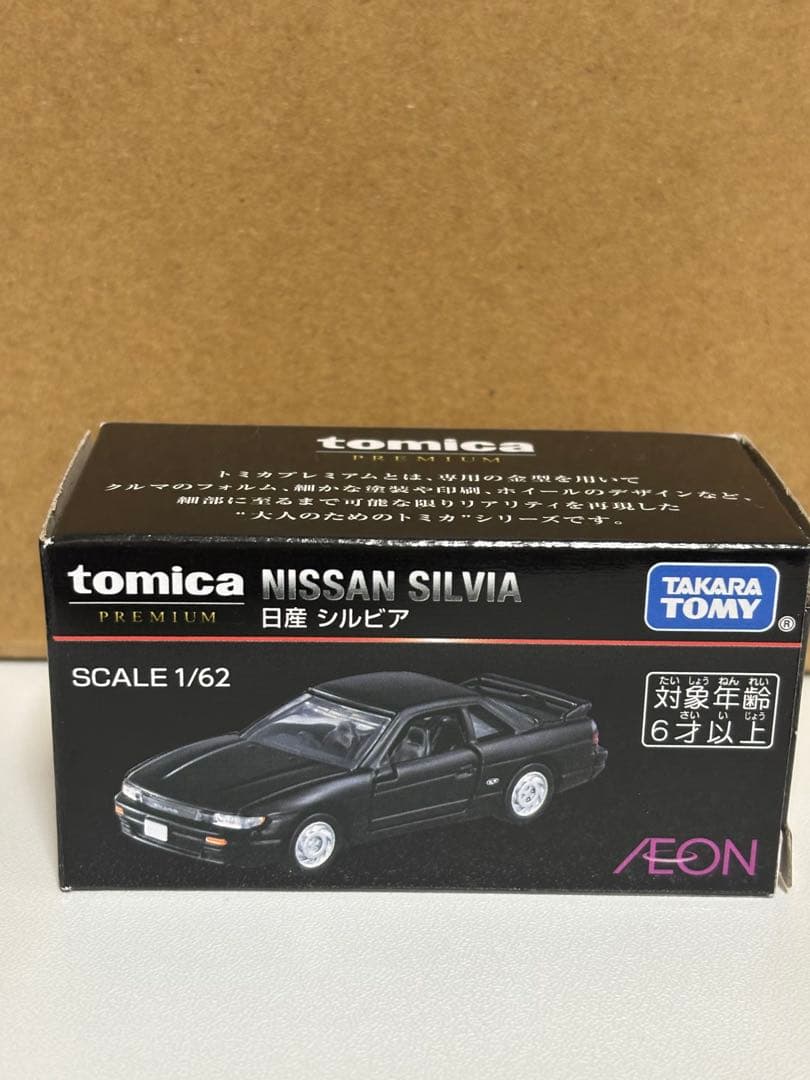 tomica
PREMIUM
トミカプレミアムとは、専用の金型を用いて
クルマのフォルム、細かな塗装や印刷、ホイールのデザインなど、
細部に至るまで可能な限りリアリティを再現した
“大人のためのトミカ”シリーズです。
tomica
PREMIUM
NISSAN SILVIA
日産 シルビア
TAKARA
TOMY
®
SCALE 1/62
たいしょうねんれい
対象年齢
さいいじょう
6才以上
ÆON